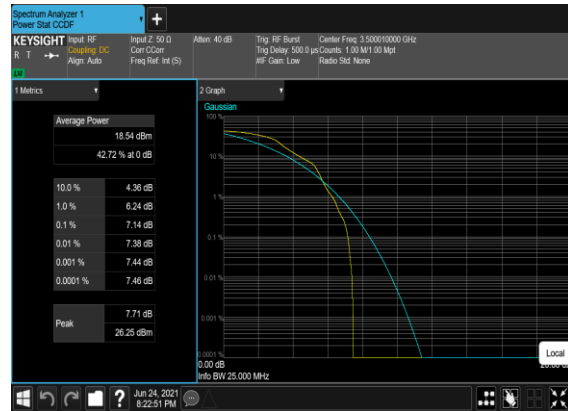 Spectrum Analyzer 1
Power Stat CCDF
KEYSIGHT
R T
LXI
Input: RF
Coupling: DC
Align: Auto
Input Z: 50 Ω
Corr CCorr
Freq Ref: Int (S)
Atten: 40 dB
Trig: RF Burst
Trig Delay: 500.0 µs
#IF Gain: Low
Center Freq: 3.500010000 GHz
Counts: 1.00 M/1.00 Mpt
Radio Std: None
1 Metrics
Average Power
18.54 dBm
42.72 % at 0 dB
10.0 % 4.36 dB
1.0 % 6.24 dB
0.1 % 7.14 dB
0.01 % 7.38 dB
0.001 % 7.44 dB
0.0001 % 7.46 dB
Peak
7.71 dB
26.25 dBm
2 Graph
Gaussian
100 %
10 %
1 %
0.1 %
0.01 %
0.001 %
0.0001 %
0.00 dB
Info BW 25.000 MHz
Local
?
Jun 24, 2021
8:22:51 PM